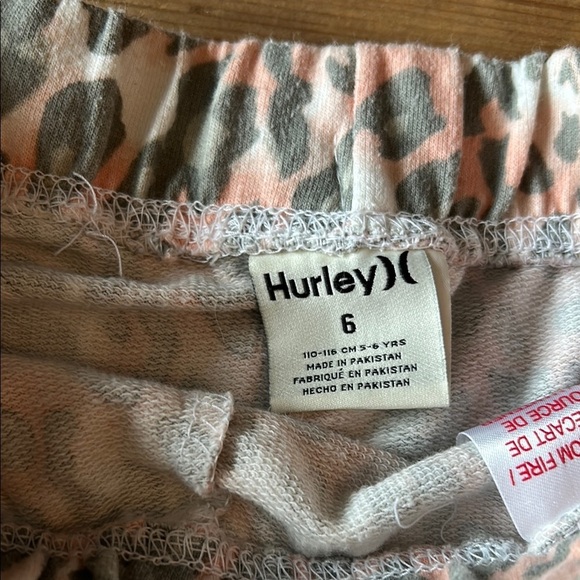 Hurley
6
110-116 CM 5-6 YRS
MADE IN PAKISTAN
FABRIQUÉ EN PAKISTAN
HECHO EN PAKISTAN
OM FIRE /
ECART DE
OURCE DE